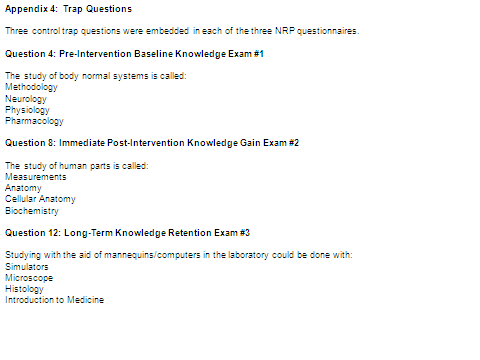 Appendix 4: Trap Questions
Three control trap questions were embedded in each of the three NRP questionnaires.
Question 4: Pre-Intervention Baseline Knowledge Exam #1
The study of body normal systems is called:
Methodology
Neurology
Physiology
Pharmacology
Question 8: Immediate Post-Intervention Knowledge Gain Exam #2
The study of human parts is called:
Measurements
Anatomy
Cellular Anatomy
Biochemistry
Question 12: Long-Term Knowledge Retention Exam #3
Studying with the aid of mannequins/computers in the laboratory could be done with:
Simulators
Microscope
Histology
Introduction to Medicine